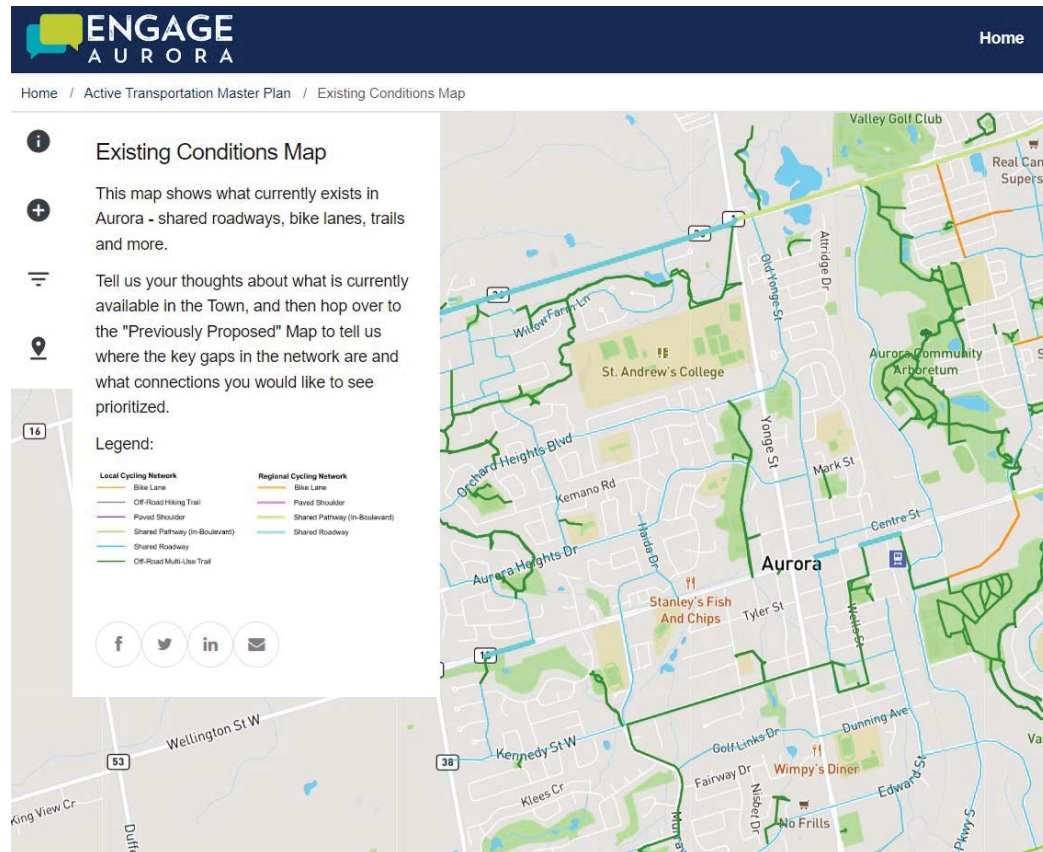 ENGAGE
AURORA
Home
Home / Active Transportation Master Plan / Existing Conditions Map
Existing Conditions Map
This map shows what currently exists in
Aurora - shared roadways, bike lanes, trails
and more.
Tell us your thoughts about what is currently
available in the Town, and then hop over to
the "Previously Proposed" Map to tell us
where the key gaps in the network are and
what connections you would like to see
prioritized.
Legend:
Local Cycling Network
Bike Lane
Off-Road Hiking Trail
Paved Shoulder
Shared Pathway (In-Boulevard)
Shared Roadway
Off-Road Multi-Use Trail
Regional Cycling Network
Bike Lane
Paved Shoulder
Shared Pathway (In-Boulevard)
Shared Roadway
f
in
Valley Golf Club
Real Can
Supers
1
Attridge Dr
Old Yonge St
Willow Farm Ln
St. Andrew's College
Aurora Community
Arboretum
Orchard Heights Blvd
Yonge St
16
Kemano Rd
Mark St
Haida Dr
Centre St
Aurora Heights Dr
Aurora
Stanley's Fish
And Chips
Tyler St
Wells St
Wellington St W
53
38
Kennedy St W
Golf Links Dr
Dunning Ave
Va
Wimpy's Diner
Fairway Dr
Edward St
Klees Cr
Nisbet Dr
King View Cr
No Frills
Duff
Murray
Pkwy S